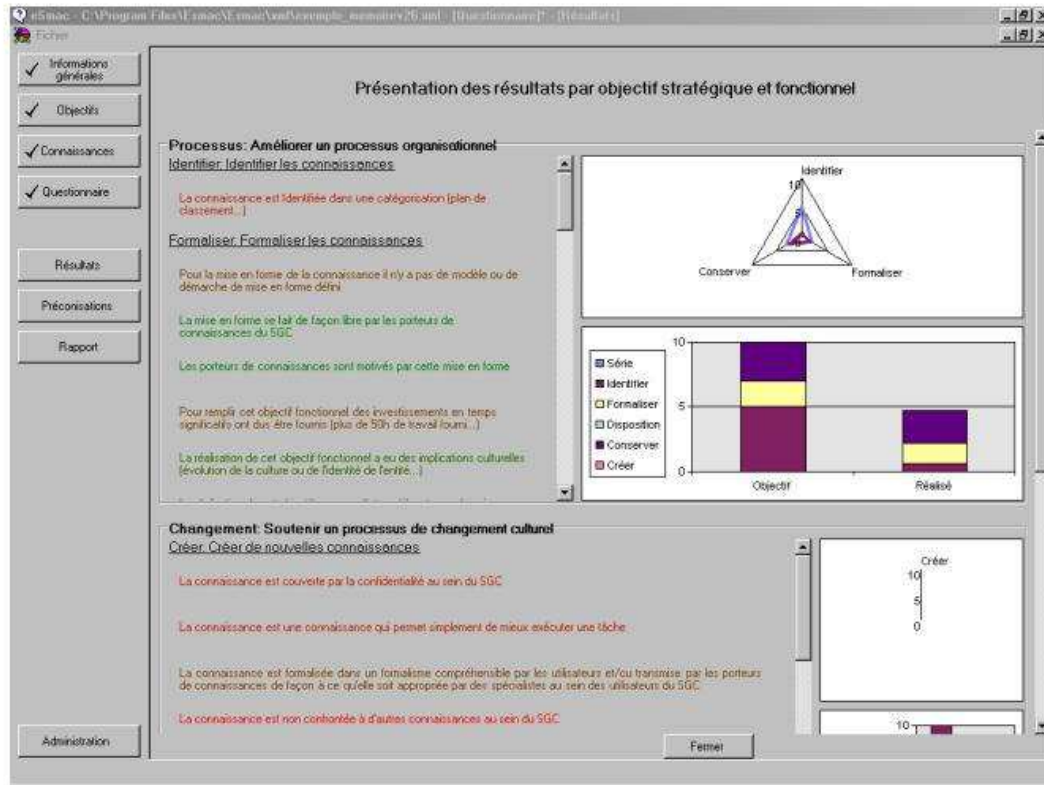 eSmac - C:\Program Files\Esmac\Esmac\xml\exemple_memoirev26.xml - [Questionnaire]* - [Résultats]
Fichier
Informations
générales
Objectifs
Connaissances
Questionnaire
Résultats
Préconisations
Rapport
Administration
Présentation des résultats par objectif stratégique et fonctionnel
Processus: Améliorer un processus organisationnel
Identifier: Identifier les connaissances
La connaissance est Identifiée dans une catégorisation (plan de
classement...)
Formaliser: Formaliser les connaissances
Pour la mise en forme de la connaissance il n'y a pas de modèle ou de
démarche de mise en forme défini
La mise en forme se fait de façon libre par les porteurs de
connaissances du SGC
Les porteurs de connaissances sont motivés par cette mise en forme
Pour remplir cet objectif fonctionnel des investissements en temps
significatifs ont dus être fournis (plus de 50h de travail fourni...)
La réalisation de cet objectif fonctionnel a eu des implications culturelles
(évolution de la culture ou de l'identité de l'entité...)
Identifier
10
5
Conserver
Formaliser
Série
Identifier
Formaliser
Disposition
Conserver
Créer
10
5
0
Objectif
Réalisé
Changement: Soutenir un processus de changement culturel
Créer: Créer de nouvelles connaissances
La connaissance est couverte par la confidentialité au sein du SGC
La connaissance est une connaissance qui permet simplement de mieux exécuter une tâche
La connaissance est formalisée dans un formalisme compréhensible par les utilisateurs et/ou transmise par les porteurs
de connaissances de façon à ce qu'elle soit appropriée par des spécialistes au sein des utilisateurs du SGC
La connaissance est non confrontée à d'autres connaissances au sein du SGC
Créer
10
5
0
10
Fermer